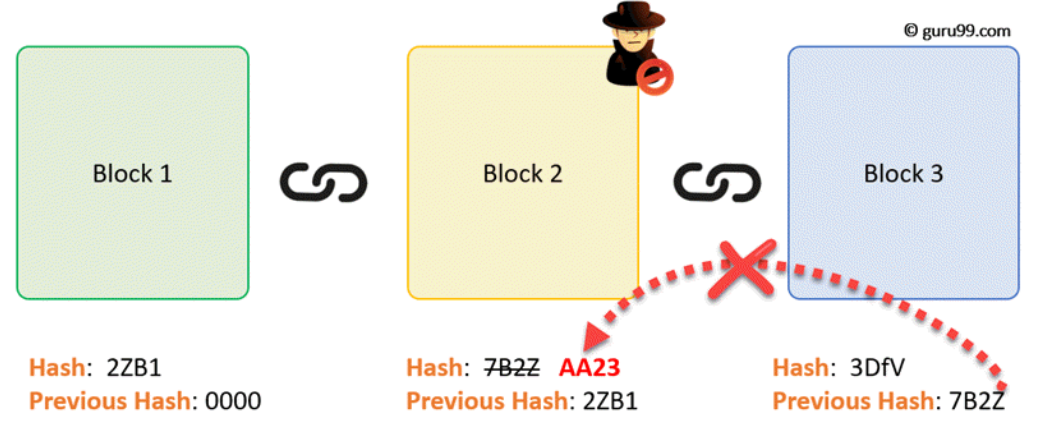 © guru99.com
Block 1
Block 2
Block 3
Hash: 2ZB1
Previous Hash: 0000
Hash: 7B2Z AA23
Previous Hash: 2ZB1
Hash: 3DfV
Previous Hash: 7B2Z